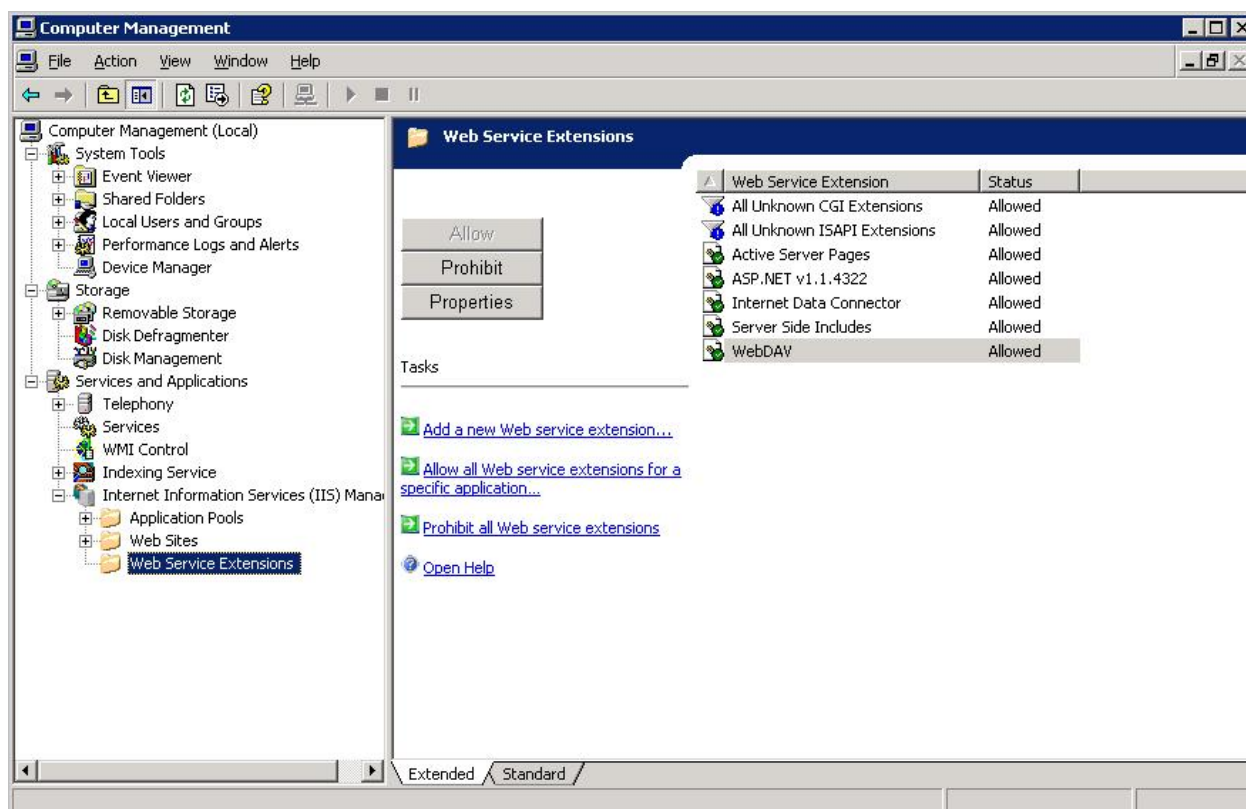 Computer Management
File Action View Window Help
Computer Management (Local)
System Tools
Event Viewer
Shared Folders
Local Users and Groups
Performance Logs and Alerts
Device Manager
Storage
Removable Storage
Disk Defragmenter
Disk Management
Services and Applications
Telephony
Services
WMI Control
Indexing Service
Internet Information Services (IIS) Mana
Application Pools
Web Sites
Web Service Extensions
Web Service Extensions
Allow
Prohibit
Properties
Tasks
Add a new Web service extension...
Allow all Web service extensions for a
specific application...
Prohibit all Web service extensions
Open Help
Web Service Extension Status
All Unknown CGI Extensions Allowed
All Unknown ISAPI Extensions Allowed
Active Server Pages Allowed
ASP.NET v1.1.4322 Allowed
Internet Data Connector Allowed
Server Side Includes Allowed
WebDAV Allowed
Extended Standard